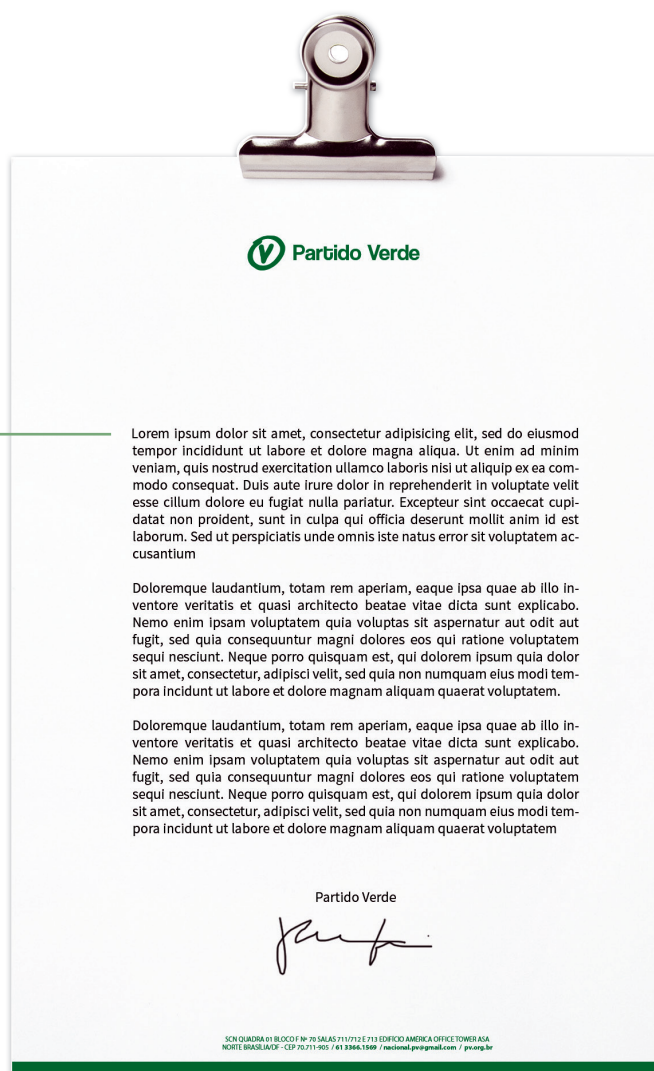 Partido Verde
Lorem ipsum dolor sit amet, consectetur adipisicing elit, sed do eiusmod
tempor incididunt ut labore et dolore magna aliqua. Ut enim ad minim
veniam, quis nostrud exercitation ullamco laboris nisi ut aliquip ex ea com-
modo consequat. Duis aute irure dolor in reprehenderit in voluptate velit
esse cillum dolore eu fugiat nulla pariatur. Excepteur sint occaecat cupi-
datat non proident, sunt in culpa qui officia deserunt mollit anim id est
laborum. Sed ut perspiciatis unde omnis iste natus error sit voluptatem ac-
cusantium
Doloremque laudantium, totam rem aperiam, eaque ipsa quae ab illo in-
ventore veritatis et quasi architecto beatae vitae dicta sunt explicabo.
Nemo enim ipsam voluptatem quia voluptas sit aspernatur aut odit aut
fugit, sed quia consequuntur magni dolores eos qui ratione voluptatem
sequi nesciunt. Neque porro quisquam est, qui dolorem ipsum quia dolor
sit amet, consectetur, adipisci velit, sed quia non numquam eius modi tem-
pora incidunt ut labore et dolore magnam aliquam quaerat voluptatem.
Doloremque laudantium, totam rem aperiam, eaque ipsa quae ab illo in-
ventore veritatis et quasi architecto beatae vitae dicta sunt explicabo.
Nemo enim ipsam voluptatem quia voluptas sit aspernatur aut odit aut
fugit, sed quia consequuntur magni dolores eos qui ratione voluptatem
sequi nesciunt. Neque porro quisquam est, qui dolorem ipsum quia dolor
sit amet, consectetur, adipisci velit, sed quia non numquam eius modi tem-
pora incidunt ut labore et dolore magnam aliquam quaerat voluptatem
Partido Verde
SCN QUADRA 01 BLOCO F Nº 70 SALAS 711/712 E 713 EDIFÍCIO AMÉRICA OFFICE TOWER ASA
NORTE BRASÍLIA/DF - CEP 70.711-905 / 61 3366.1569 / nacional.pv@gmail.com / pv.org.br